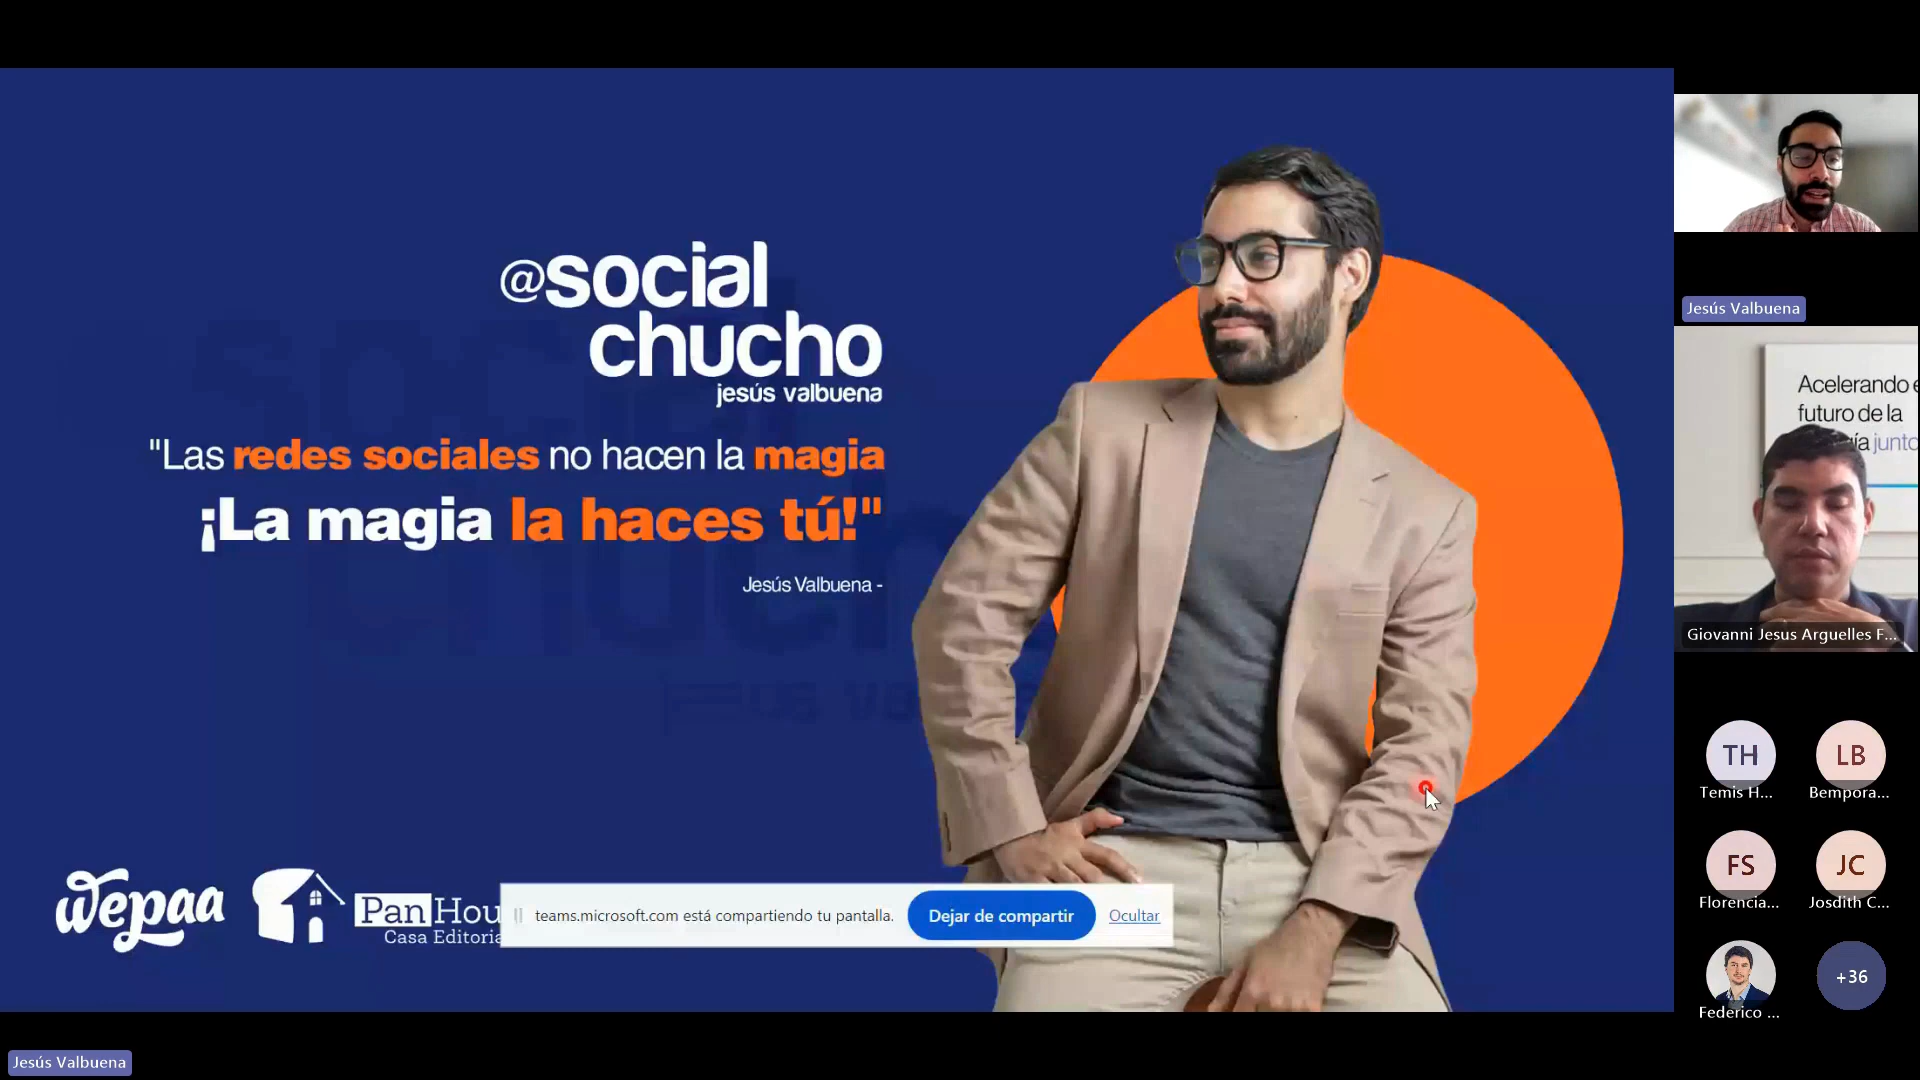 @social
chucho
jesús valbuena
"Las redes sociales no hacen la magia
¡La magia la haces tú!"
Jesús Valbuena -
wepaa
Pan Hou
Casa Editoria
teams.microsoft.com está compartiendo tu pantalla.
Dejar de compartir
Ocultar
Jesús Valbuena
Jesús Valbuena
Acelerando e
futuro de la
ía junto
Giovanni Jesus Arguelles F...
TH
Temis H...
LB
Bempora...
FS
Florencia...
JC
Josdith C...
Federico ...
+36